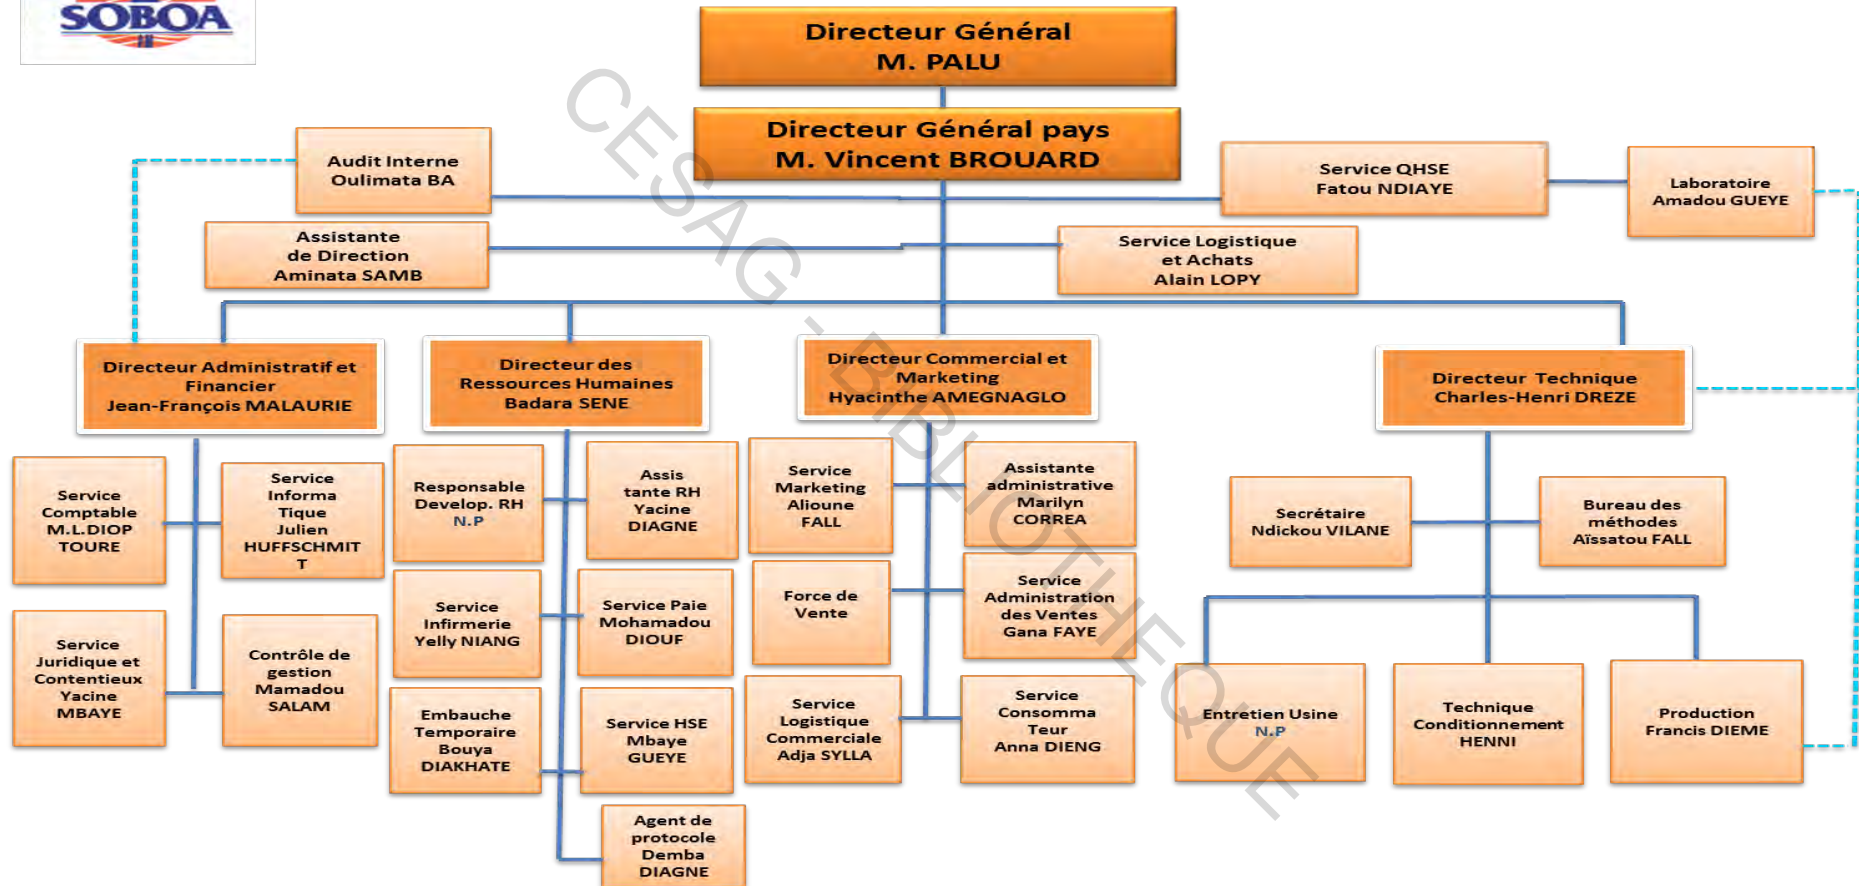 SOBOA
Directeur Général
M. PALU
Directeur Général pays
M. Vincent BROUARD
Audit Interne
Oulimata BA
Service QHSE
Fatou NDIAYE
Laboratoire
Amadou GUEYE
Assistante
de Direction
Aminata SAMB
Service Logistique
et Achats
Alain LOPY
Directeur Administratif et
Financier
Jean-François MALAURIE
Directeur des
Ressources Humaines
Badara SENE
Directeur Commercial et
Marketing
Hyacinthe AMEGNAGLO
Directeur Technique
Charles-Henri DREZE
Service
Comptable
M.L.DIOP
TOURE
Service
Informa
Tique
Julien
HUFFSCHMIT
T
Responsable
Develop. RH
N.P
Assis
tante RH
Yacine
DIAGNE
Service
Marketing
Alioune
FALL
Assistante
administrative
Marilyn
CORREA
Secrétaire
Ndickou VILANE
Bureau des
méthodes
Aïssatou FALL
Service
Juridique et
Contentieux
Yacine
MBAYE
Contrôle de
gestion
Mamadou
SALAM
Service
Infirmerie
Yelly NIANG
Service Paie
Mohamadou
DIOUF
Force de
Vente
Service
Administration
des Ventes
Gana FAYE
Embauche
Temporaire
Bouya
DIAKHATE
Service HSE
Mbaye
GUEYE
Service
Logistique
Commerciale
Adja SYLLA
Service
Consomma
Teur
Anna DIENG
Entretien Usine
N.P
Technique
Conditionnement
HENNI
Production
Francis DIEME
Agent de
protocole
Demba
DIAGNE
CESAG - BIBLIOTHEQUE